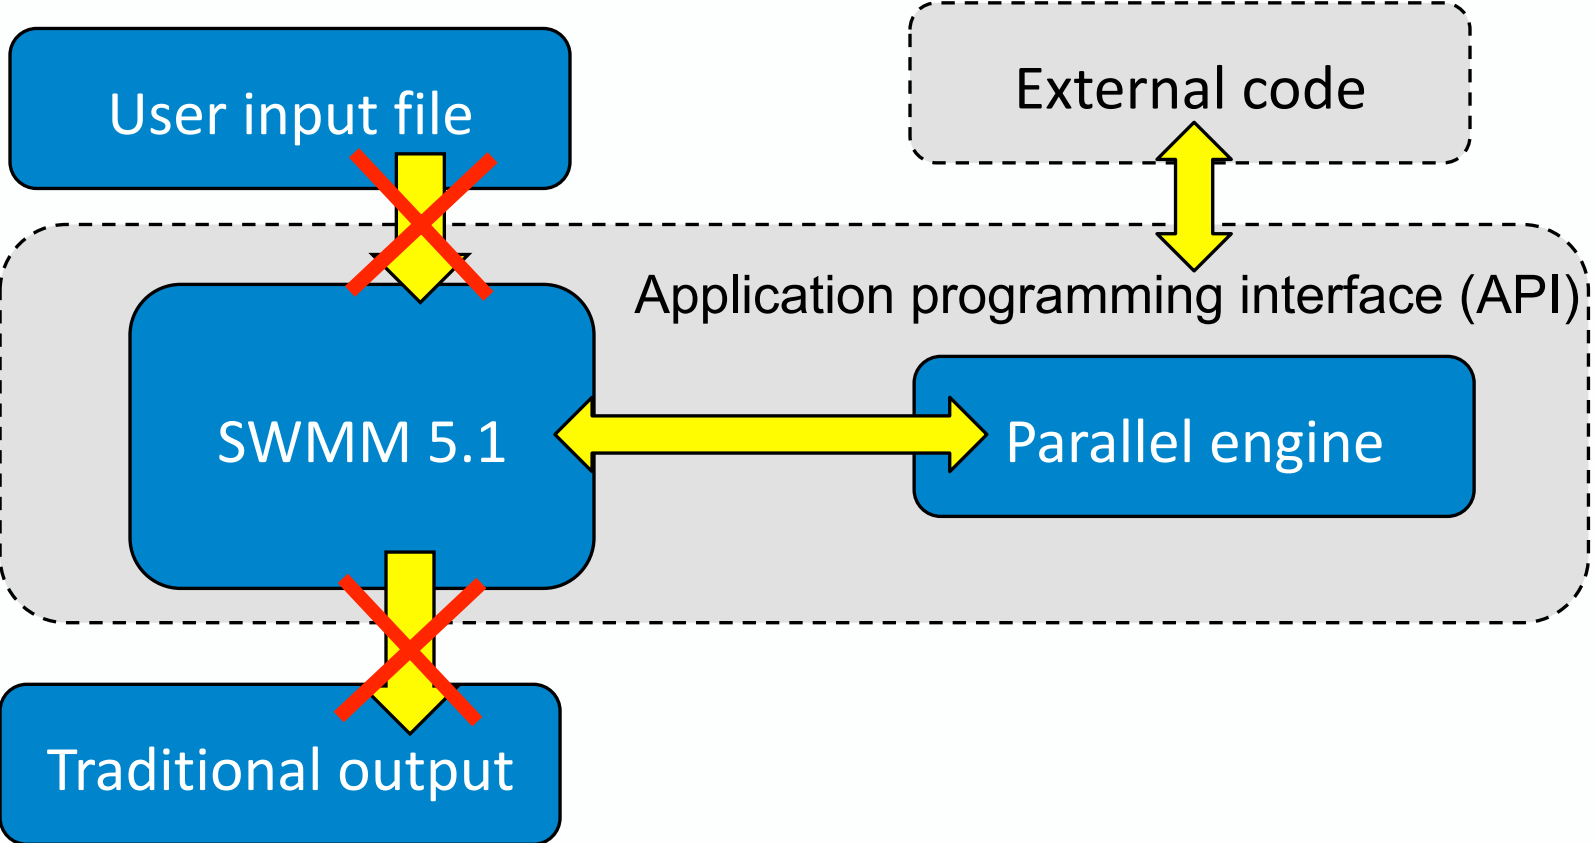 User input file
External code
Application programming interface (API)
SWMM 5.1
Parallel engine
Traditional output